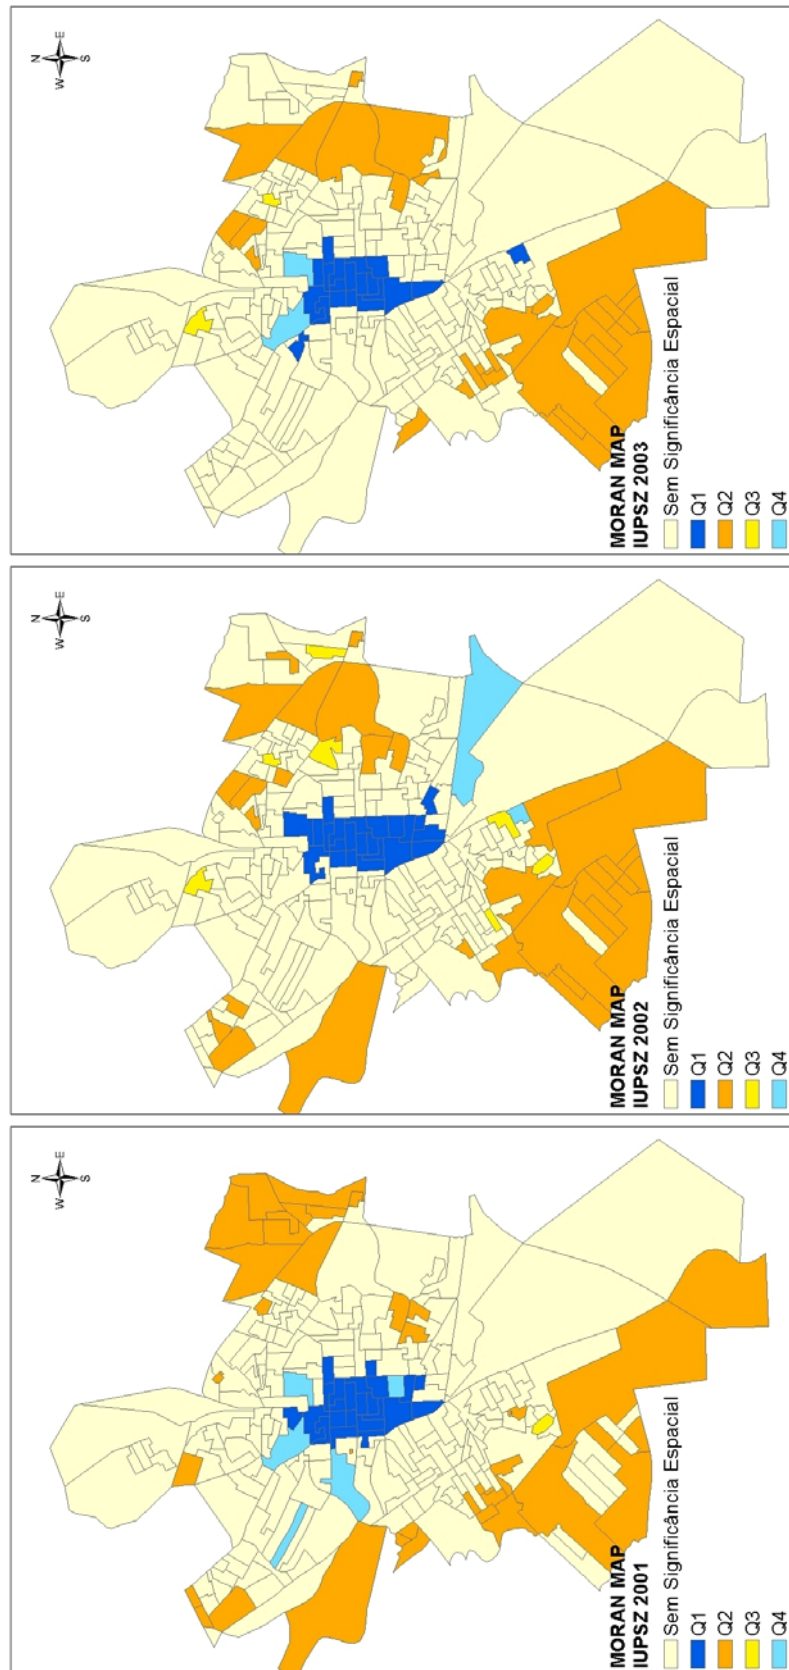 N
W
E
S
MORAN MAP
IUPSZ 2001
Sem Significância Espacial
Q1
Q2
Q3
Q4
N
W
E
S
MORAN MAP
IUPSZ 2002
Sem Significância Espacial
Q1
Q2
Q3
Q4
N
W
E
S
MORAN MAP
IUPSZ 2003
Sem Significância Espacial
Q1
Q2
Q3
Q4